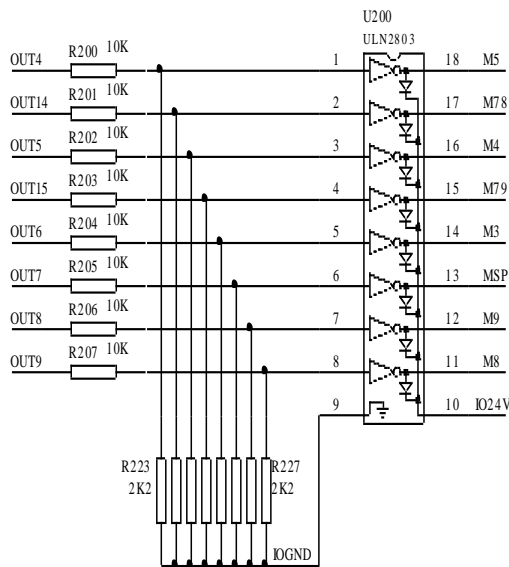 U200
ULN2803
OUT4 R200 10K 1 18 M5
OUT14 R201 10K 2 17 M78
OUT5 R202 10K 3 16 M4
OUT15 R203 10K 4 15 M79
OUT6 R204 10K 5 14 M3
OUT7 R205 10K 6 13 MSP
OUT8 R206 10K 7 12 M9
OUT9 R207 10K 8 11 M8
9 10 IO24V
R223 R227
2K2 2K2
IOGND